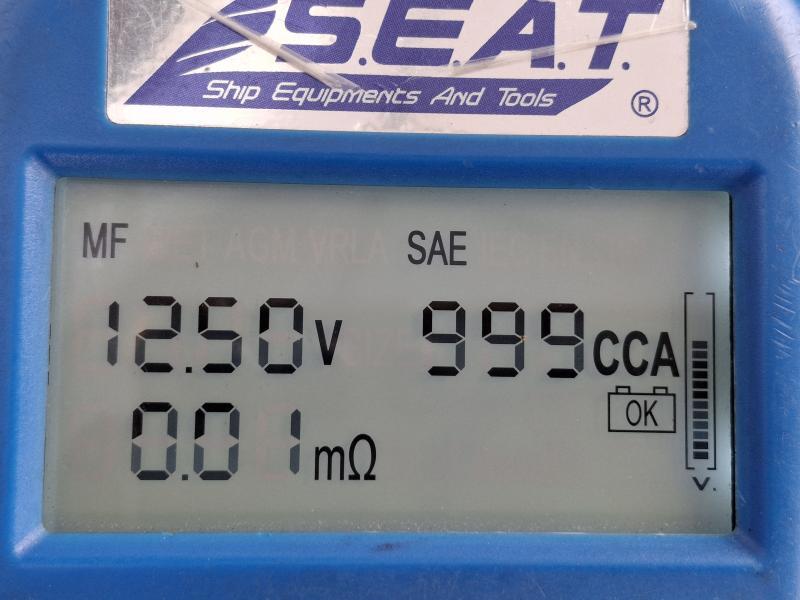 S.E.A.T.
Ship Equipments And Tools
®
MF SAE
12.50V 999CCA
OK
0.01mΩ
V.